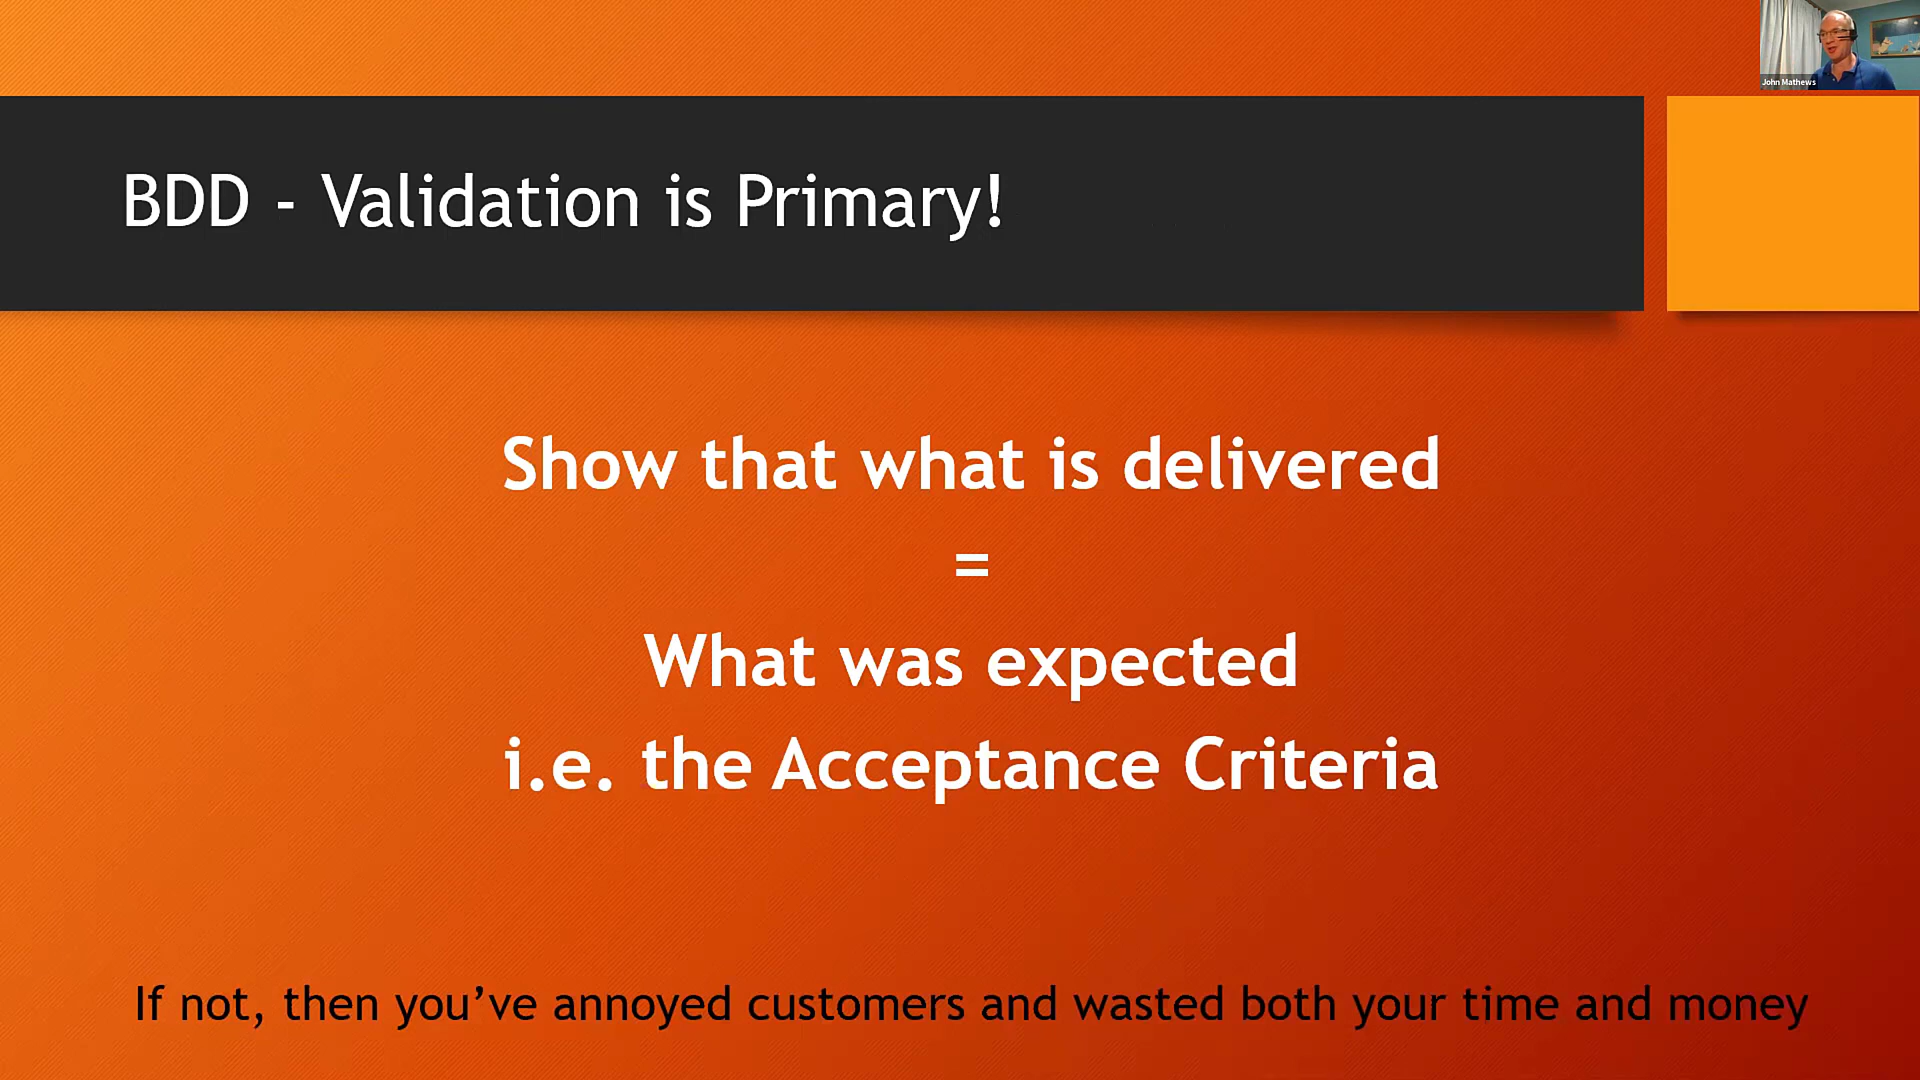 John Mathews
BDD - Validation is Primary!
Show that what is delivered
=
What was expected
i.e. the Acceptance Criteria
If not, then you’ve annoyed customers and wasted both your time and money